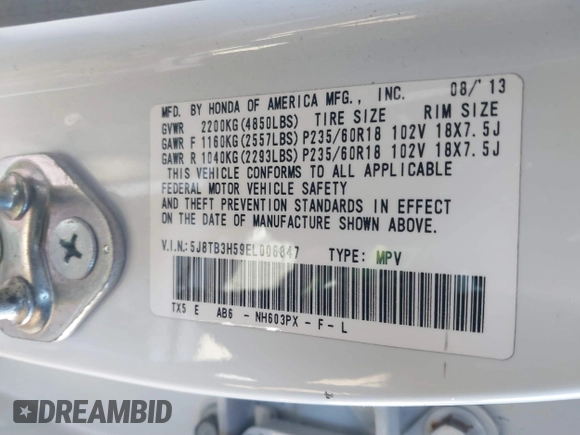 MFD. BY HONDA OF AMERICA MFG., INC. 08/'13
GVWR 2200KG(4850LBS) TIRE SIZE RIM SIZE
GAWR F 1160KG(2557LBS) P235/60R18 102V 18X7.5J
GAWR R 1040KG(2293LBS) P235/60R18 102V 18X7.5J
THIS VEHICLE CONFORMS TO ALL APPLICABLE
FEDERAL MOTOR VEHICLE SAFETY
AND THEFT PREVENTION STANDARDS IN EFFECT
ON THE DATE OF MANUFACTURE SHOWN ABOVE.
V.I.N.: 5J8TB3H59EL006047 TYPE: MPV
TX5 E AB6 - NH603PX - F - L
DREAMBID